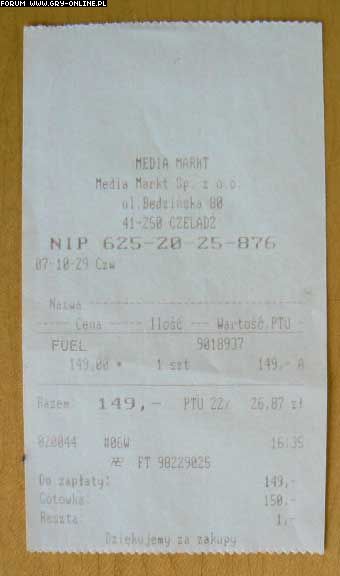 FORUM WWW.GRY-ONLINE.PL
MEDIA MARKT
Media Markt Sp. z o.o.
ul.Będzińska 80
41-250 CZELADŹ
NIP 625-20-25-876
07-10-29 Czw
Nazwa
Cena Ilość Wartość.PTU
FUEL 9018937
149.00 * 1 szt 149,- A
Razem 149,- PTU 22/ 26.87 zł
020044 #06W 16:35
FT 98229025
Do zapłaty: 149,-
Gotówka: 150,-
Reszta: 1,-
Dziękujemy za zakupy